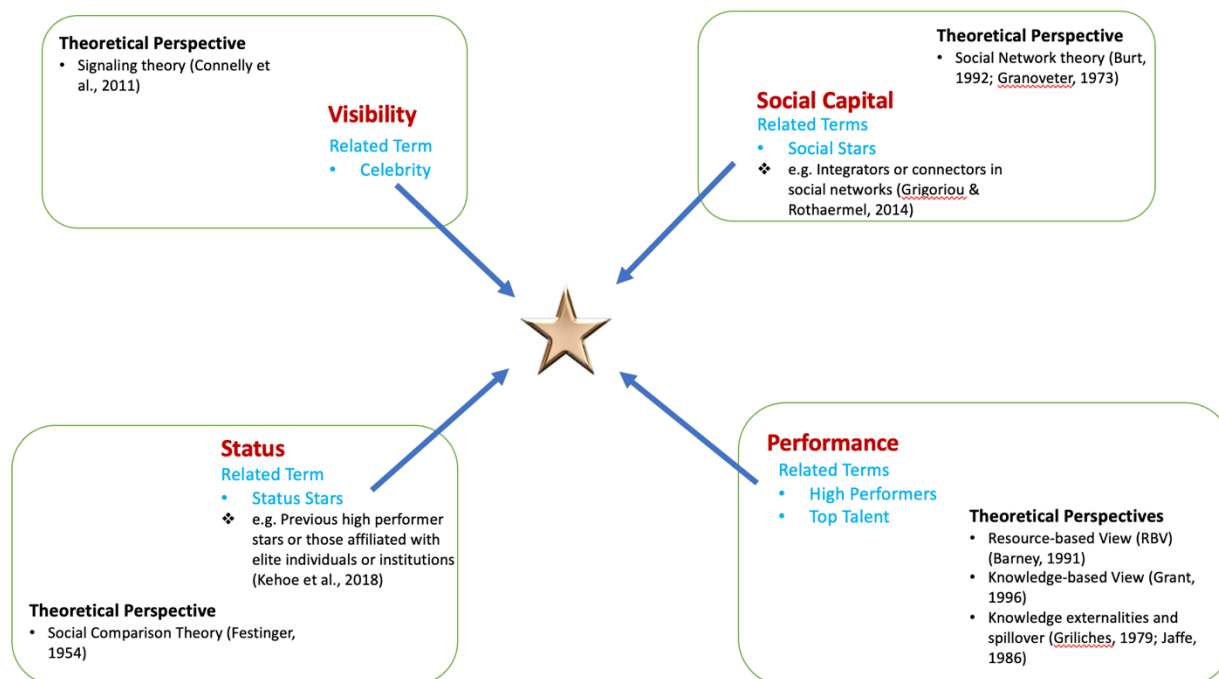 Theoretical Perspective
• Signaling theory (Connelly et
al., 2011)
Visibility
Related Term
• Celebrity
Theoretical Perspective
• Social Network theory (Burt,
1992; Granoveter, 1973)
Social Capital
Related Terms
• Social Stars
❖ e.g. Integrators or connectors in
social networks (Grigoriou &
Rothaermel, 2014)
Status
Related Term
• Status Stars
❖ e.g. Previous high performer
stars or those affiliated with
elite individuals or institutions
(Kehoe et al., 2018)
Theoretical Perspective
• Social Comparison Theory (Festinger,
1954)
Performance
Related Terms
• High Performers
• Top Talent
Theoretical Perspectives
• Resource-based View (RBV)
(Barney, 1991)
• Knowledge-based View (Grant,
1996)
• Knowledge externalities and
spillover (Griliches, 1979; Jaffe,
1986)